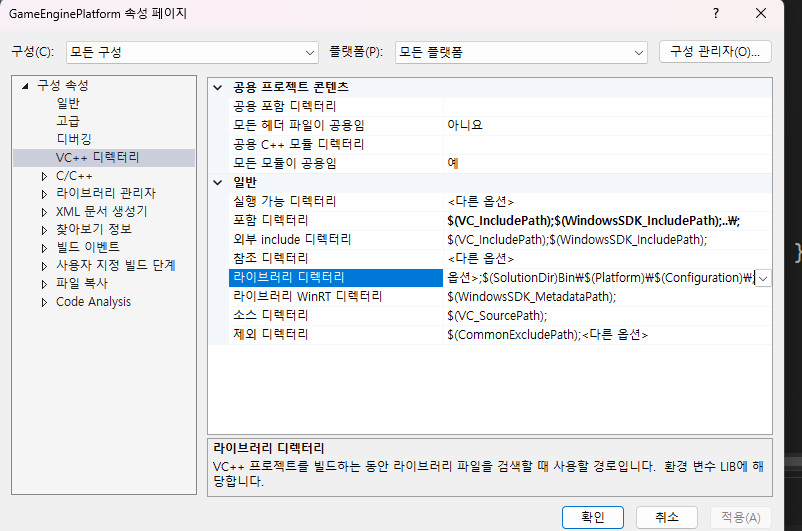 GameEnginePlatform 속성 페이지
구성(C): 모든 구성 플랫폼(P): 모든 플랫폼 구성 관리자(O)...
구성 속성
일반
고급
디버깅
VC++ 디렉터리
C/C++
라이브러리 관리자
XML 문서 생성기
찾아보기 정보
빌드 이벤트
사용자 지정 빌드 단계
파일 복사
Code Analysis
공용 프로젝트 콘텐츠
공용 포함 디렉터리
모든 헤더 파일이 공용임 아니요
공용 C++ 모듈 디렉터리
모든 모듈이 공용임 예
일반
실행 가능 디렉터리 <다른 옵션>
포함 디렉터리 $(VC_IncludePath);$(WindowsSDK_IncludePath);..₩;
외부 include 디렉터리 $(VC_IncludePath);$(WindowsSDK_IncludePath);
참조 디렉터리 <다른 옵션>
라이브러리 디렉터리 옵션>;$(SolutionDir)Bin₩$(Platform)₩$(Configuration)₩;
라이브러리 WinRT 디렉터리 $(WindowsSDK_MetadataPath);
소스 디렉터리 $(VC_SourcePath);
제외 디렉터리 $(CommonExcludePath);<다른 옵션>
라이브러리 디렉터리
VC++ 프로젝트를 빌드하는 동안 라이브러리 파일을 검색할 때 사용할 경로입니다. 환경 변수 LIB에 해
당합니다.
확인 취소 적용(A)
}